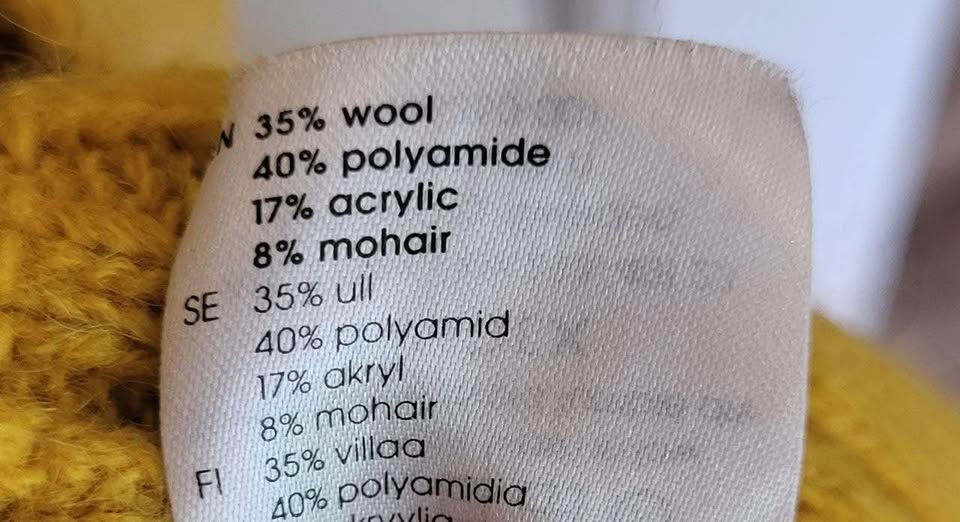 35% wool
40% polyamide
17% acrylic
8% mohair
SE 35% ull
40% polyamid
17% akryl
8% mohair
FI 35% villaa
40% polyamidia